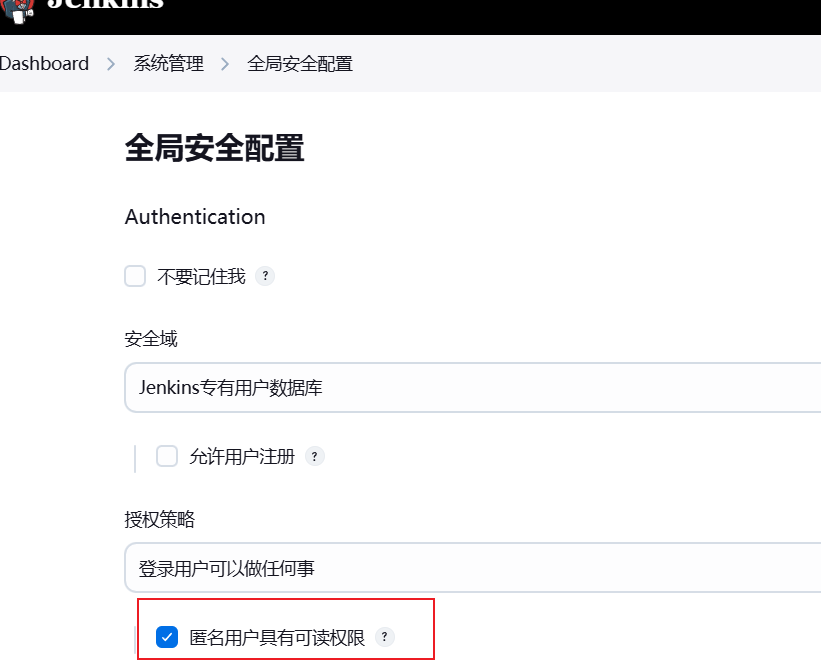 Jenkins
Dashboard > 系统管理 > 全局安全配置
全局安全配置
Authentication
不要记住我 ?
安全域
Jenkins专有用户数据库
允许用户注册 ?
授权策略
登录用户可以做任何事
匿名用户具有可读权限 ?